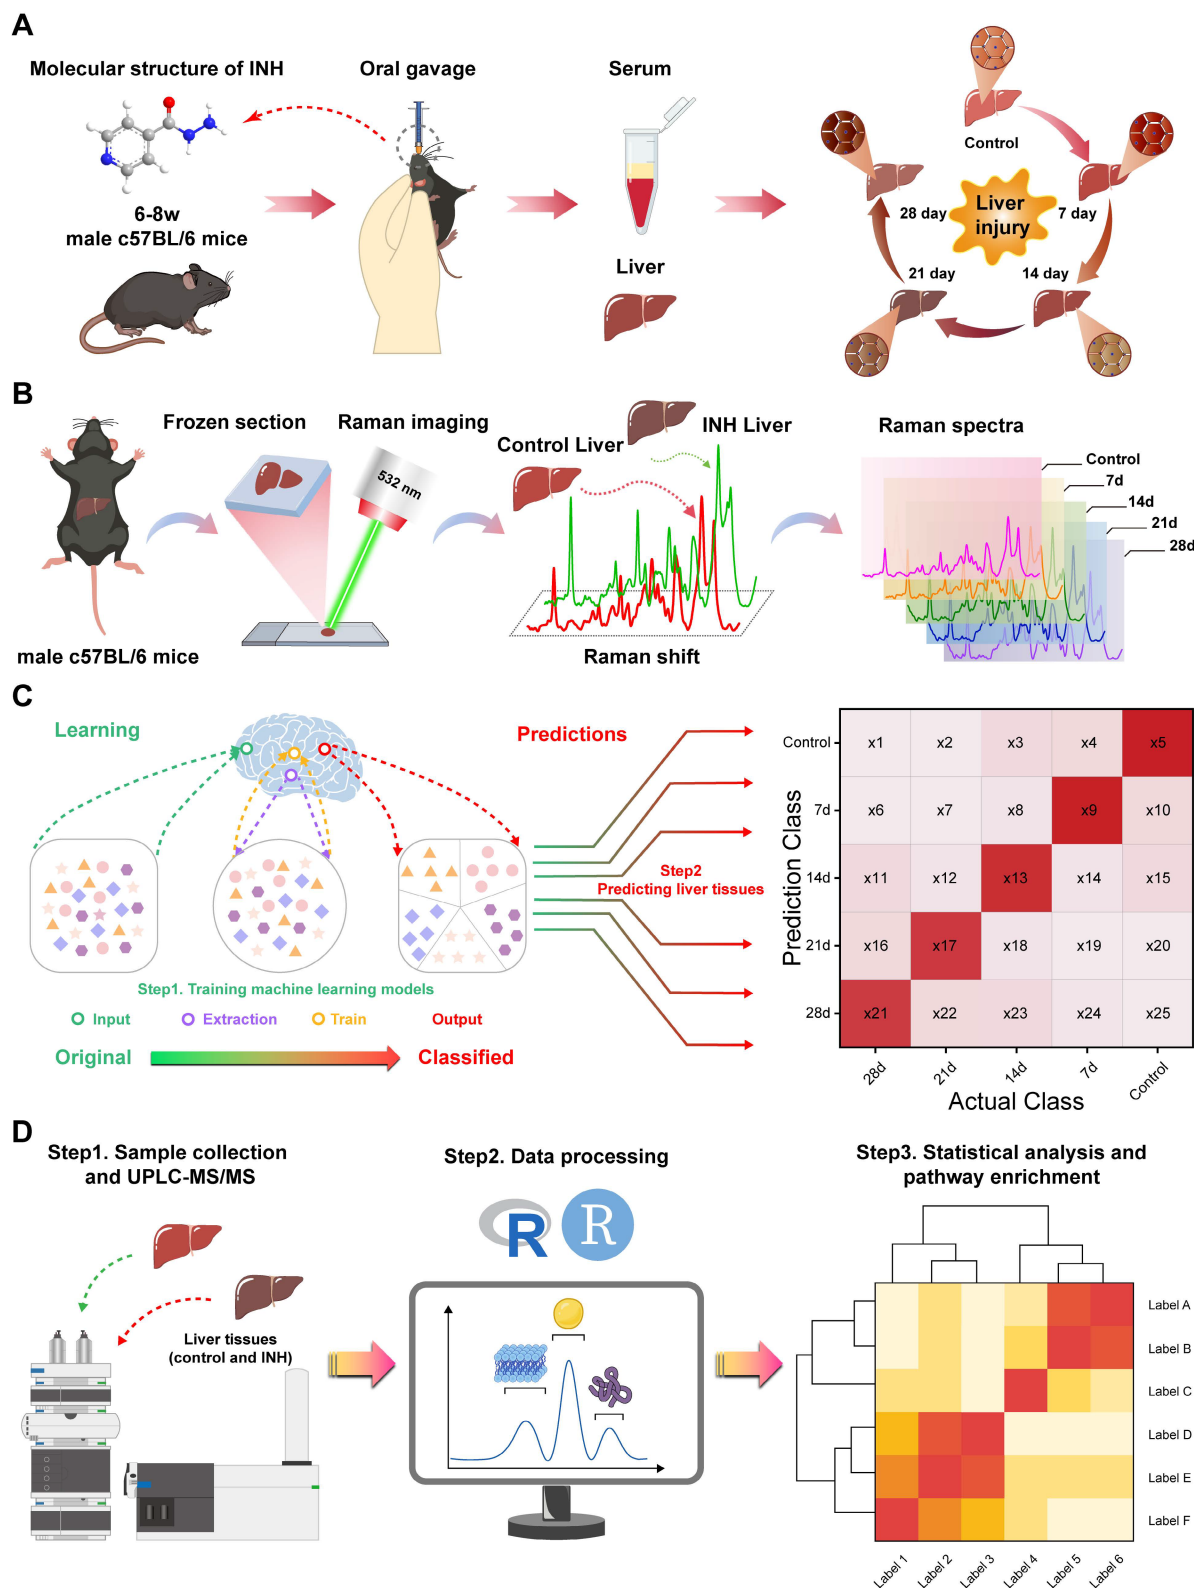 A
Molecular structure of INH
Oral gavage
Serum
6-8w
male c57BL/6 mice
Liver
Control
7 day
14 day
21 day
28 day
Liver
injury
B
Frozen section
Raman imaging
532 nm
Control Liver
INH Liver
Raman shift
Raman spectra
Control
7d
14d
21d
28d
male c57BL/6 mice
C
Learning
Predictions
Step2
Predicting liver tissues
Step1. Training machine learning models
Input
Extraction
Train
Output
Original
Classified
Prediction Class
Control
x1 x2 x3 x4 x5
7d
x6 x7 x8 x9 x10
14d
x11 x12 x13 x14 x15
21d
x16 x17 x18 x19 x20
28d
x21 x22 x23 x24 x25
28d 21d 14d 7d Control
Actual Class
D
Step1. Sample collection
and UPLC-MS/MS
Liver tissues
(control and INH)
Step2. Data processing
R
R
Step3. Statistical analysis and
pathway enrichment
Label A
Label B
Label C
Label D
Label E
Label F
Label 1 Label 2 Label 3 Label 4 Label 5 Label 6